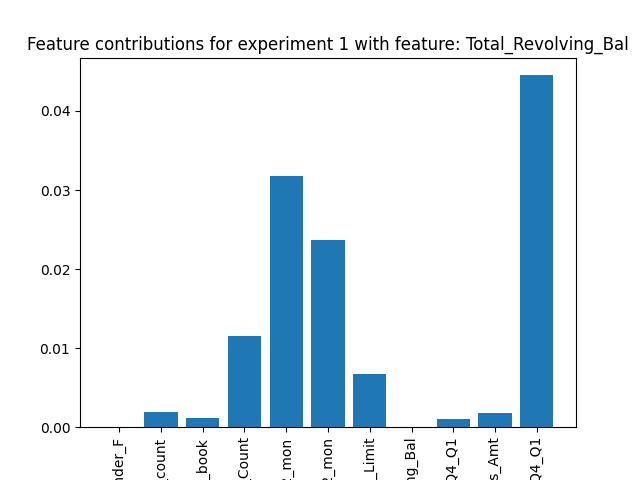 Feature contributions for experiment 1 with feature: Total_Revolving_Bal
0.04
0.03
0.02
0.01
0.00
nder_F
_count
_book
_Count
_mon
_mon
_Limit
ng_Bal
Q4_Q1
s_Amt
Q4_Q1